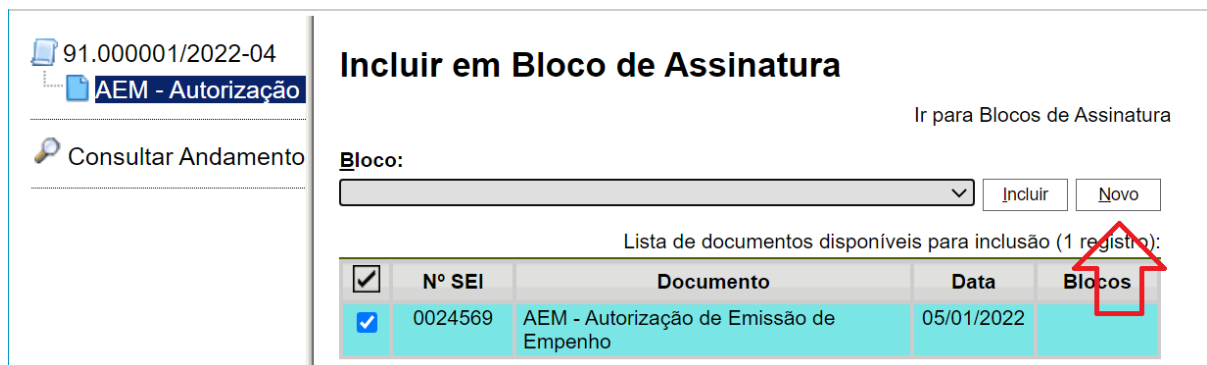 91.000001/2022-04
AEM - Autorização
Consultar Andamento
Incluir em Bloco de Assinatura
Ir para Blocos de Assinatura
Bloco:
Incluir
Novo
Lista de documentos disponíveis para inclusão (1 registro):
Nº SEI Documento Data Blocos
0024569 AEM - Autorização de Emissão de 05/01/2022
Empenho